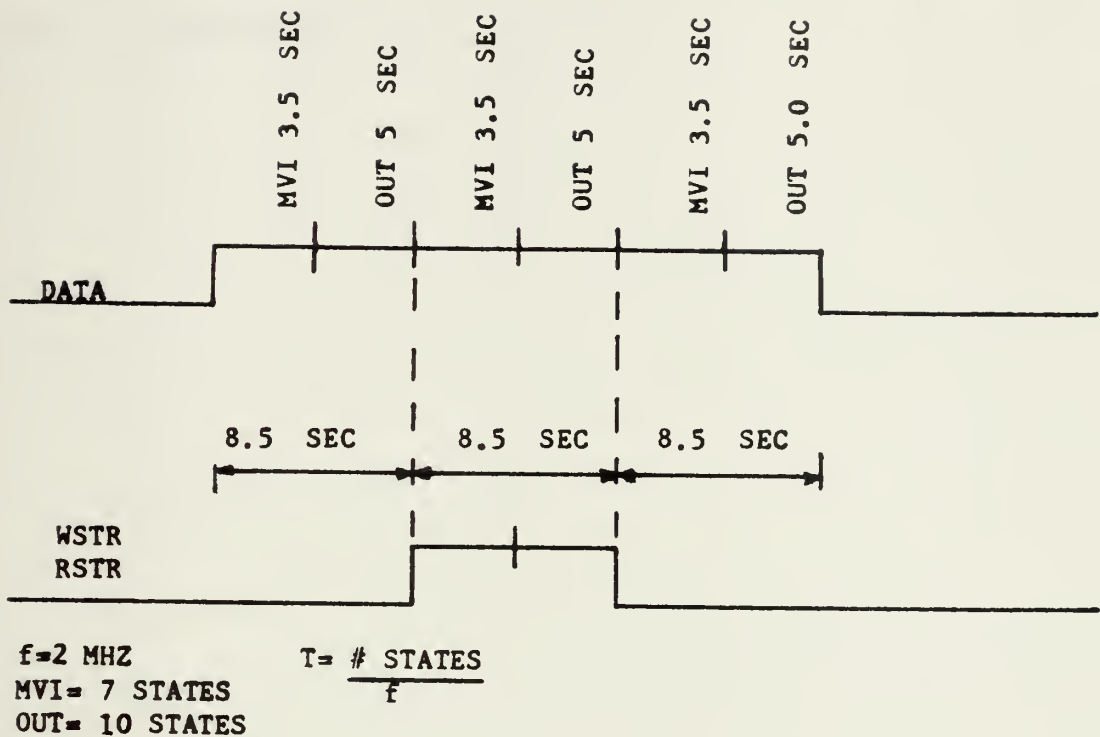 MVI 3.5 SEC
OUT 5 SEC
MVI 3.5 SEC
OUT 5 SEC
MVI 3.5 SEC
OUT 5.0 SEC
DATA
8.5 SEC
8.5 SEC
8.5 SEC
WSTR
RSTR
f=2 MHZ
T= # STATES
f
MVI= 7 STATES
OUT= 10 STATES